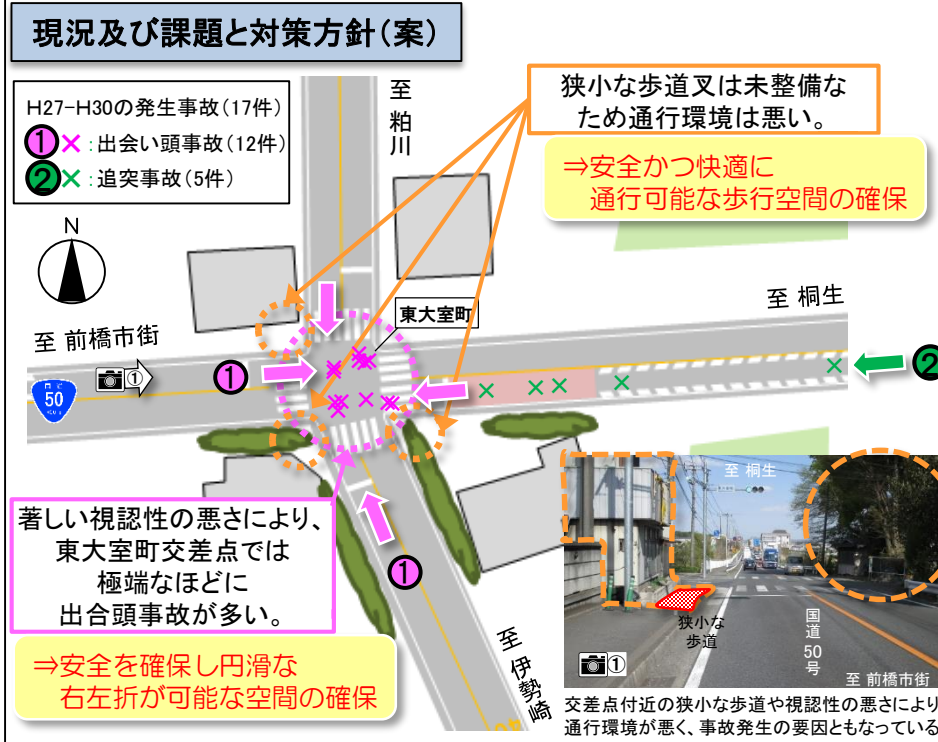 現況及び課題と対策方針(案)
H27-H30の発生事故(17件)
①×:出会い頭事故(12件)
②×:追突事故(5件)
N
至 粕川
狭小な歩道又は未整備な
ため通行環境は悪い。
⇒安全かつ快適に
通行可能な歩行空間の確保
至 前橋市街
東大室町
至 桐生
50
①
①
②
①
著しい視認性の悪さにより、
東大室町交差点では
極端なほどに
出合頭事故が多い。
⇒安全を確保し円滑な
右左折が可能な空間の確保
至 伊勢崎
至 桐生
狭小な
歩道
国道50号
①
至 前橋市街
交差点付近の狭小な歩道や視認性の悪さにより
通行環境が悪く、事故発生の要因ともなっている